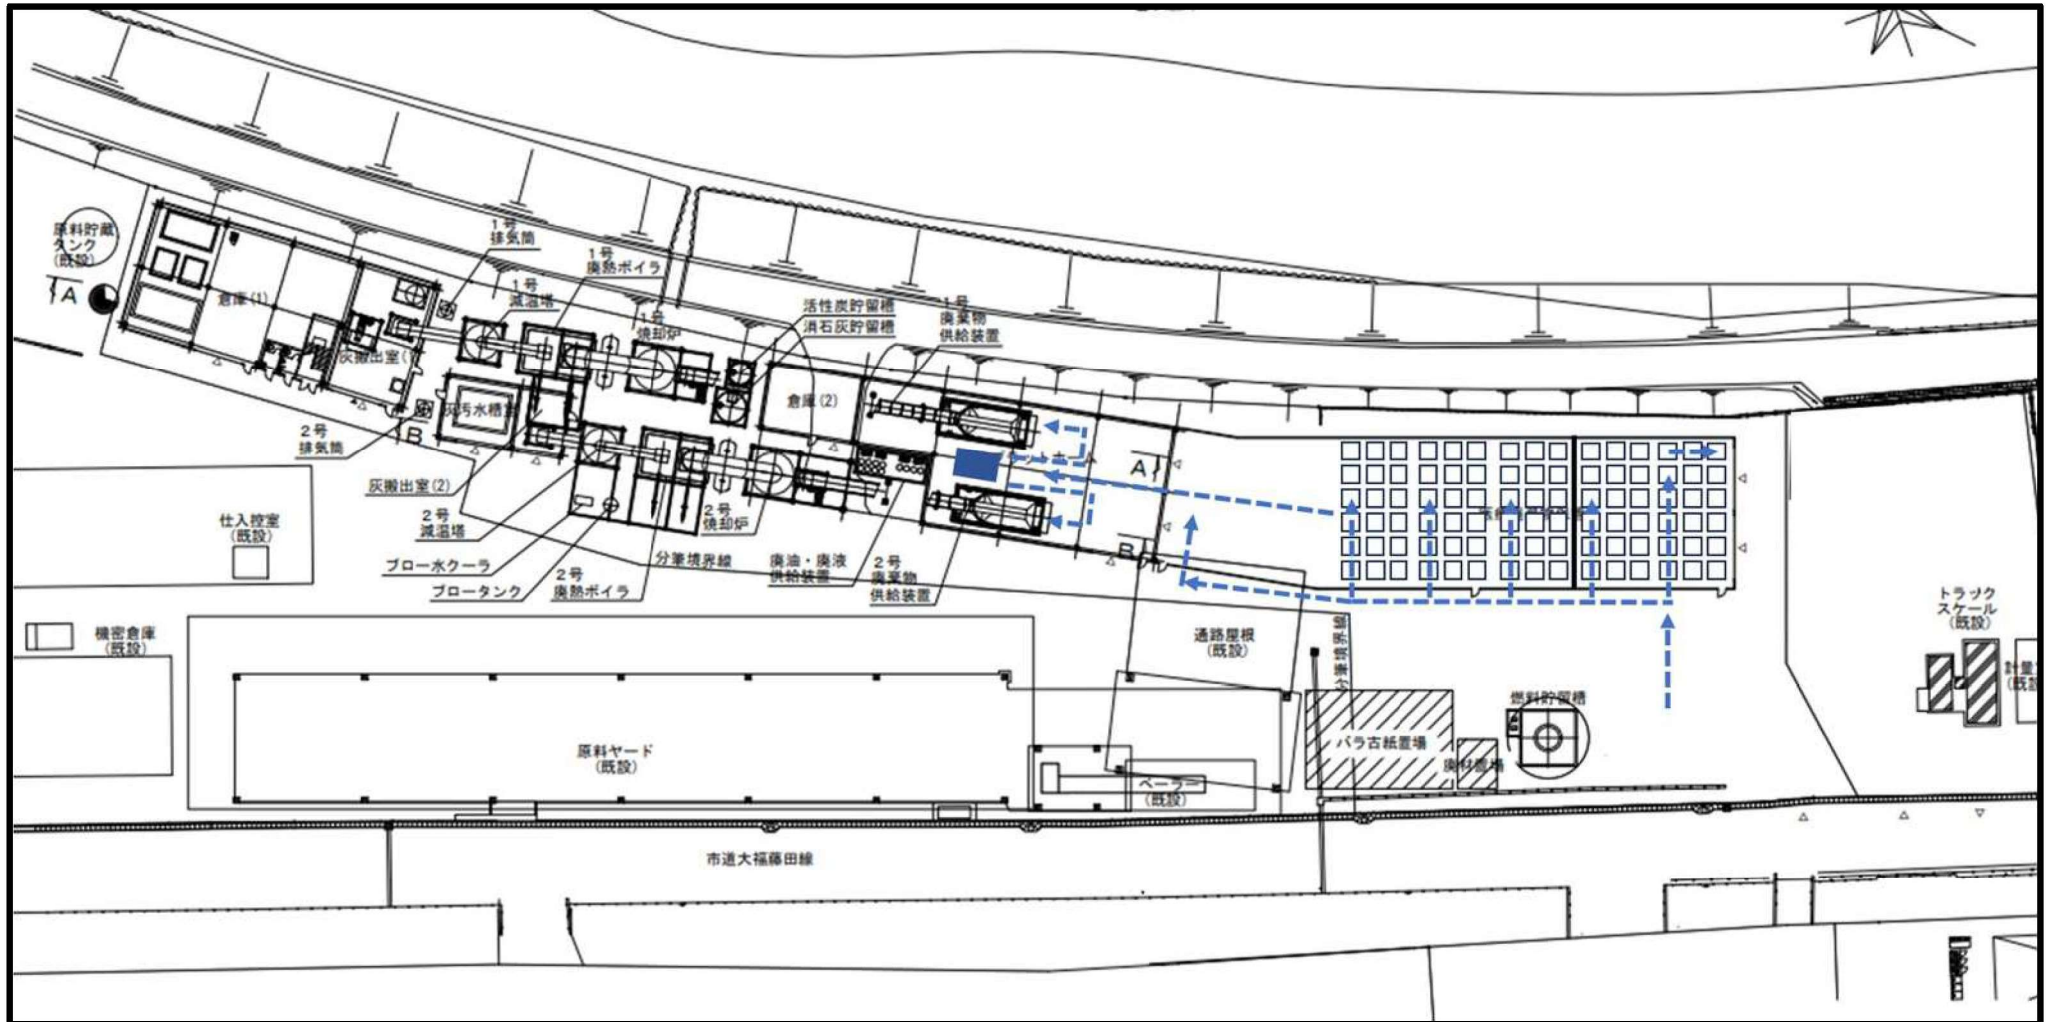 原料貯蔵
タンク
(既設)
A
倉庫(1)
1号
排気筒
1号
廃熱ボイラ
1号
減温塔
1号
焼却炉
活性炭貯留槽
消石灰貯留槽
1号
廃棄物
供給装置
倉庫(2)
2号
排気筒
B
灰搬出室(2)
2号
減温塔
ブロー水クーラ
ブロータンク
2号
廃熱ボイラ
2号
焼却炉
分筆境界線
廃油・廃液
供給装置
2号
廃棄物
供給装置
A
B
仕入控室
(既設)
機密倉庫
(既設)
通路屋根
(既設)
分筆境界線
トラック
スケール
(既設)
燃料貯留槽
バラ古紙置場
廃材置場
原料ヤード
(既設)
ベーラー
(既設)
市道大福藤田線